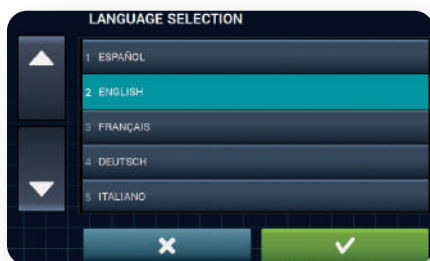 LANGUAGE SELECTION
1 ESPAÑOL
2 ENGLISH
3 FRANÇAIS
4 DEUTSCH
5 ITALIANO